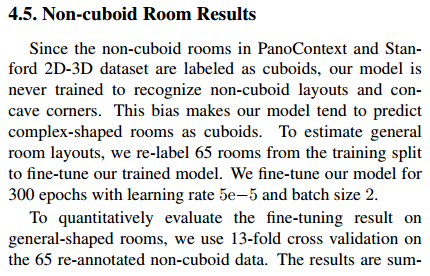 4.5. Non-cuboid Room Results
Since the non-cuboid rooms in PanoContext and Stan-
ford 2D-3D dataset are labeled as cuboids, our model is
never trained to recognize non-cuboid layouts and con-
cave corners. This bias makes our model tend to predict
complex-shaped rooms as cuboids. To estimate general
room layouts, we re-label 65 rooms from the training split
to fine-tune our trained model. We fine-tune our model for
300 epochs with learning rate 5e−5 and batch size 2.
To quantitatively evaluate the fine-tuning result on
general-shaped rooms, we use 13-fold cross validation on
the 65 re-annotated non-cuboid data. The results are sum-